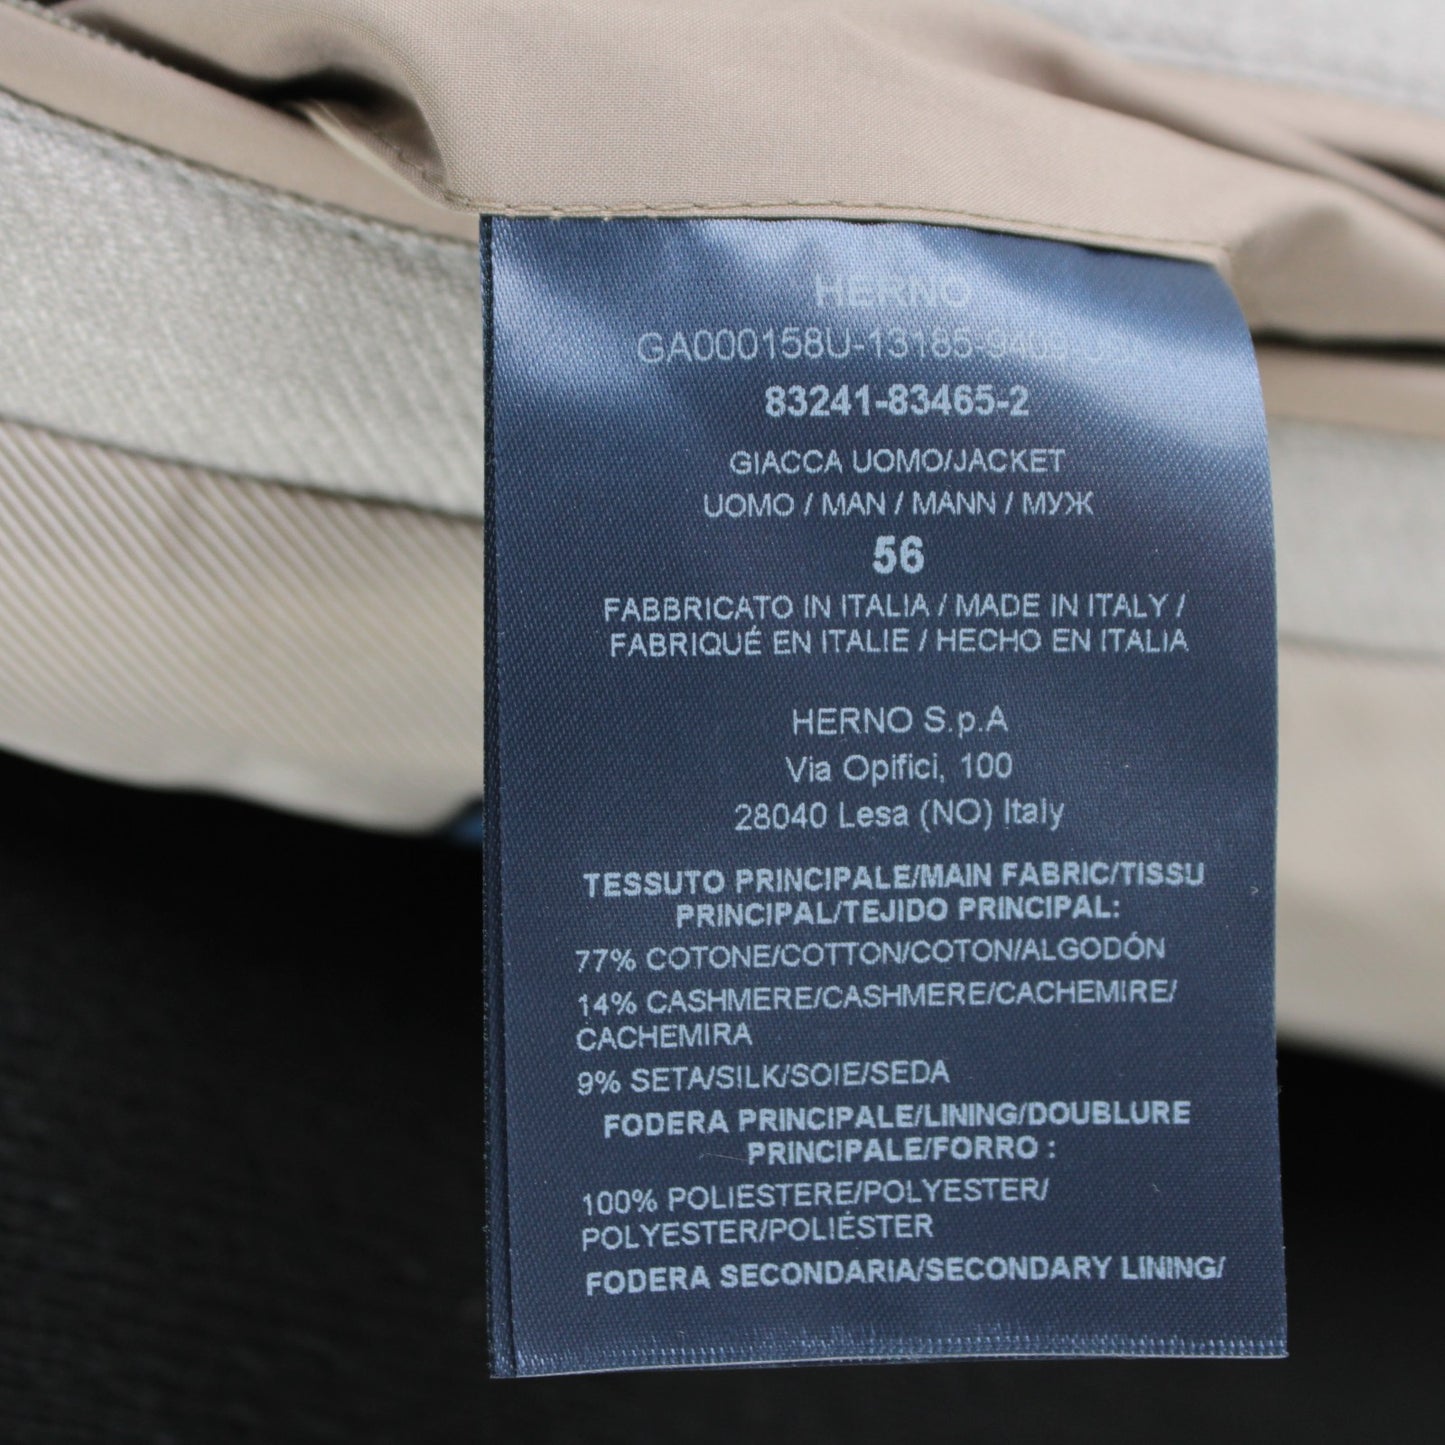 HERNO
GA000158U-13185-9409
83241-83465-2
GIACCA UOMO/JACKET
UOMO / MAN / MANN / МУЖ
56
FABBRICATO IN ITALIA / MADE IN ITALY /
FABRIQUÉ EN ITALIE / HECHO EN ITALIA
HERNO S.p.A
Via Opifici, 100
28040 Lesa (NO) Italy
TESSUTO PRINCIPALE/MAIN FABRIC/TISSU
PRINCIPAL/TEJIDO PRINCIPAL:
77% COTONE/COTTON/COTON/ALGODÓN
14% CASHMERE/CASHMERE/CACHEMIRE/
CACHEMIRA
9% SETA/SILK/SOIE/SEDA
FODERA PRINCIPALE/LINING/DOUBLURE
PRINCIPALE/FORRO :
100% POLIESTERE/POLYESTER/
POLYESTER/POLIÉSTER
FODERA SECONDARIA/SECONDARY LINING/